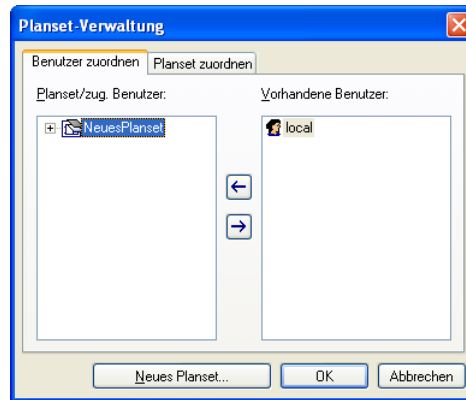 Planset-Verwaltung
Benutzer zuordnen
Planset zuordnen
Planset/zug. Benutzer:
Vorhandene Benutzer:
NeuesPlanset
local
Neues Planset...
OK
Abbrechen